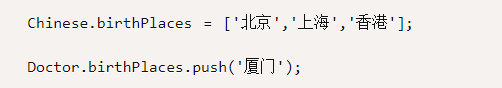 Chinese.birthPlaces = ['北京','上海','香港'];
Doctor.birthPlaces.push('厦门');